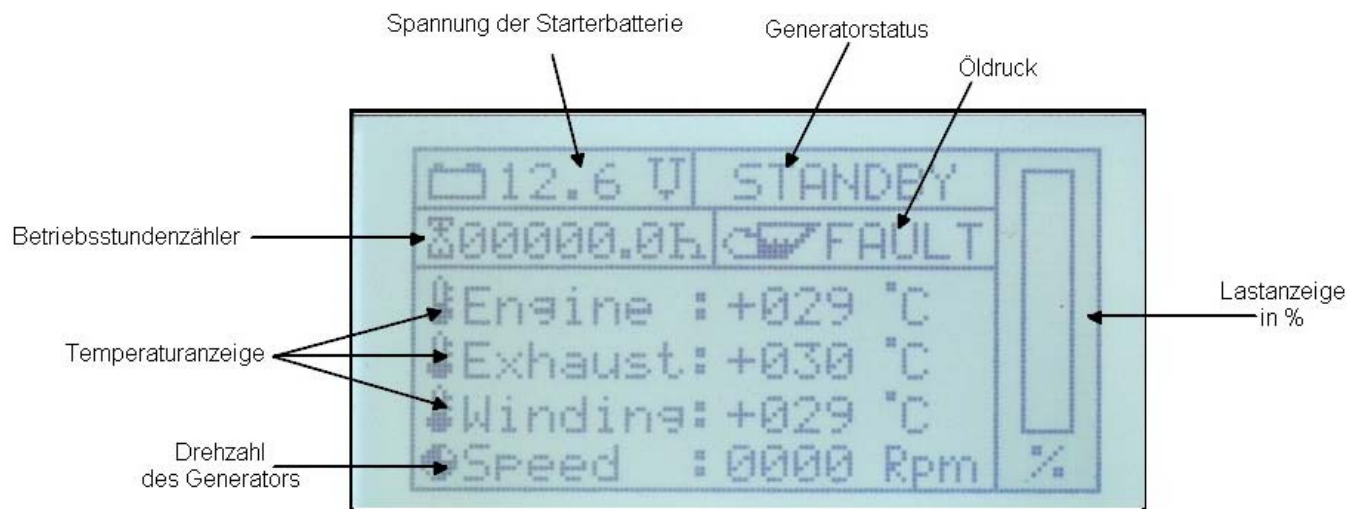 Spannung der Starterbatterie
Generatorstatus
Öldruck
12.6 V
STANDBY
Betriebsstundenzähler
00000.0h
FAULT
Engine : +029 °C
Lastanzeige
in %
Temperaturanzeige
Exhaust: +030 °C
Winding: +029 °C
Drehzahl
des Generators
Speed : 0000 Rpm
%